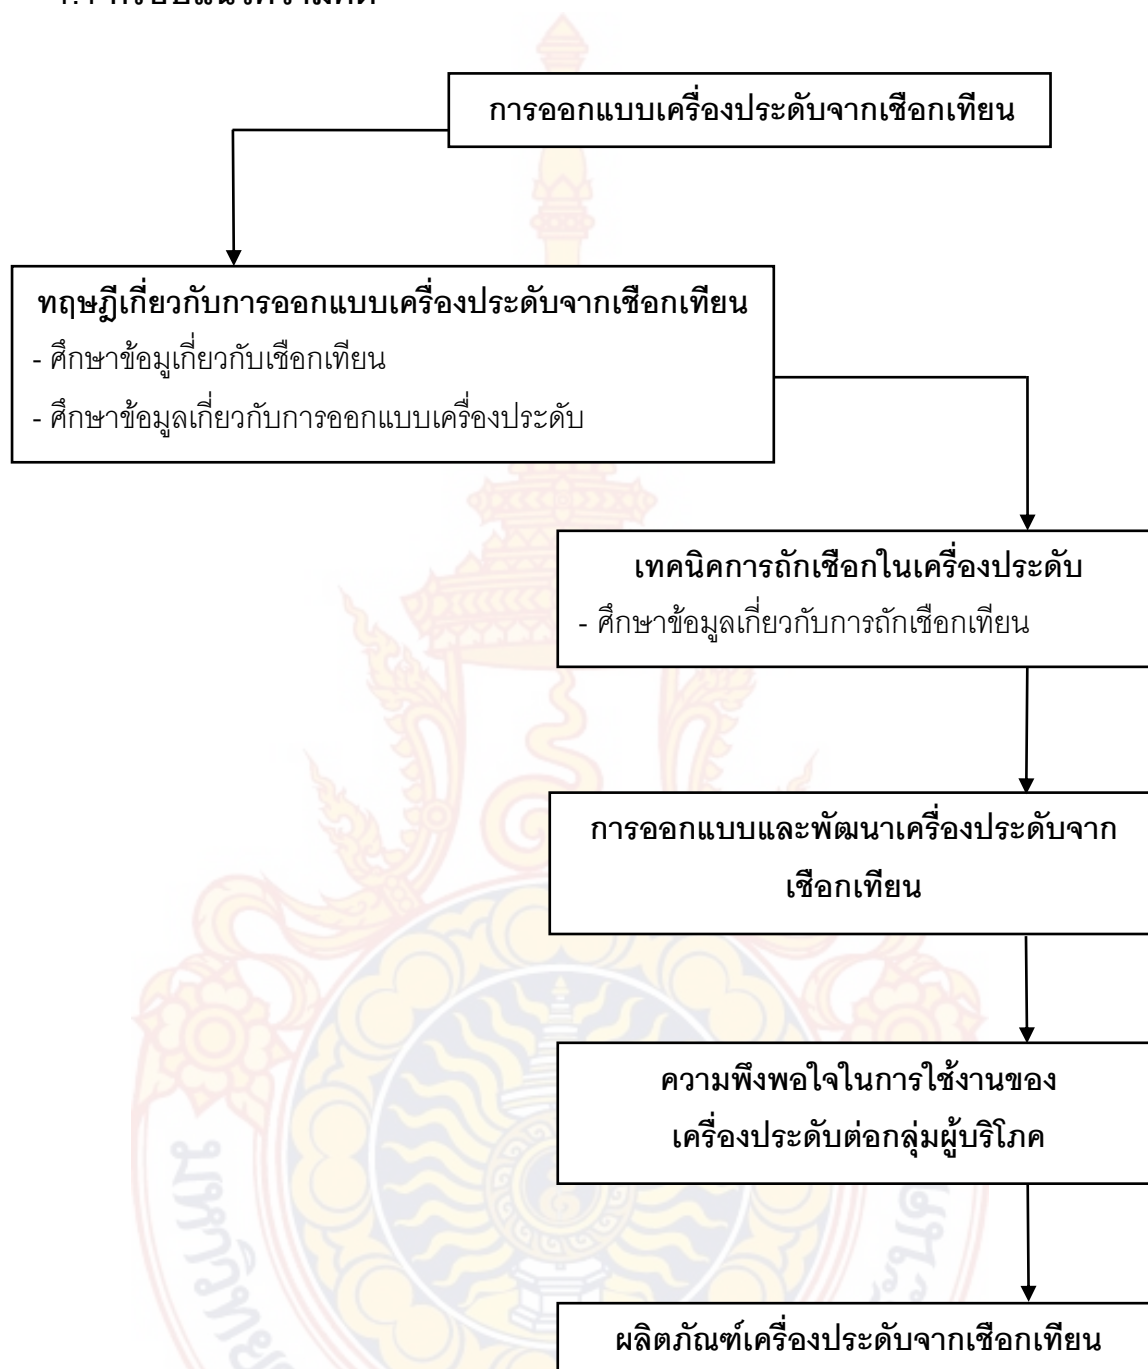 การออกแบบเครื่องประดับจากเชือกเทียน
ทฤษฎีเกี่ยวกับการออกแบบเครื่องประดับจากเชือกเทียน
- ศึกษาข้อมูเกี่ยวกับเชือกเทียน
- ศึกษาข้อมูลเกี่ยวกับการออกแบบเครื่องประดับ
เทคนิคการถักเชือกในเครื่องประดับ
- ศึกษาข้อมูลเกี่ยวกับการถักเชือกเทียน
การออกแบบและพัฒนาเครื่องประดับจาก
เชือกเทียน
ความพึงพอใจในการใช้งานของ
เครื่องประดับต่อกลุ่มผู้บริโภค
ผลิตภัณฑ์เครื่องประดับจากเชือกเทียน